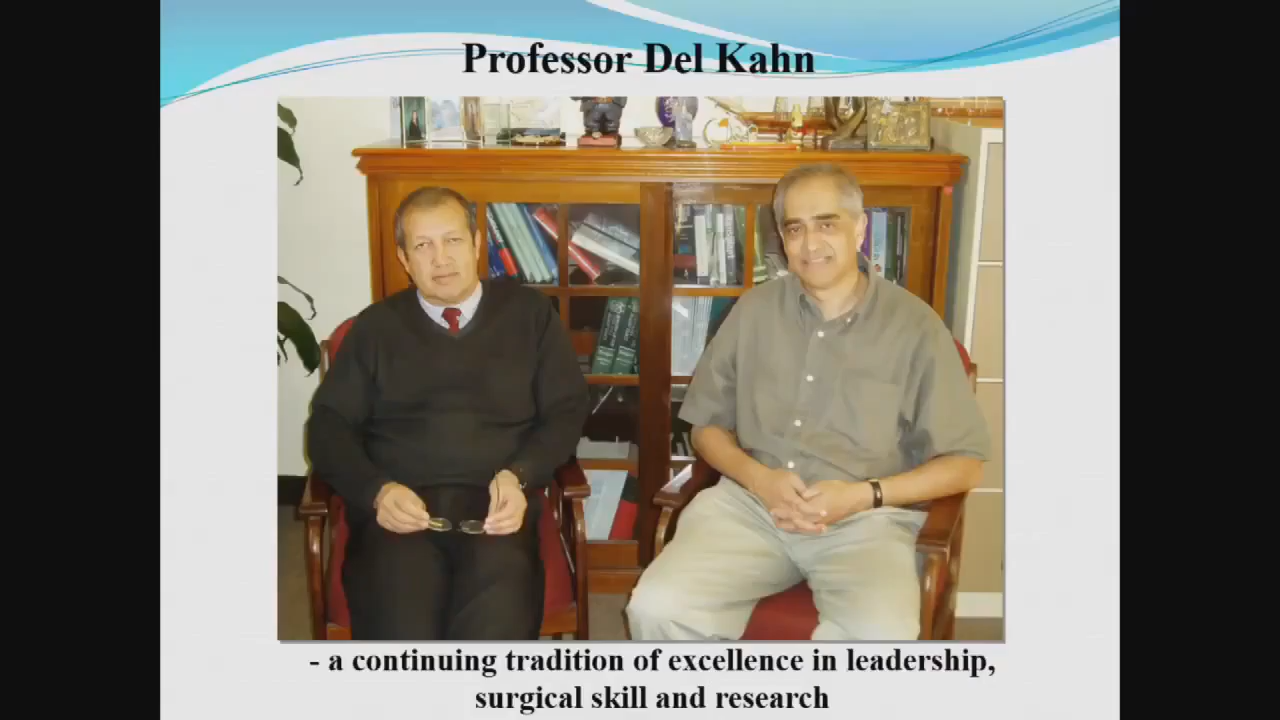 Professor Del Kahn
- a continuing tradition of excellence in leadership,
surgical skill and research